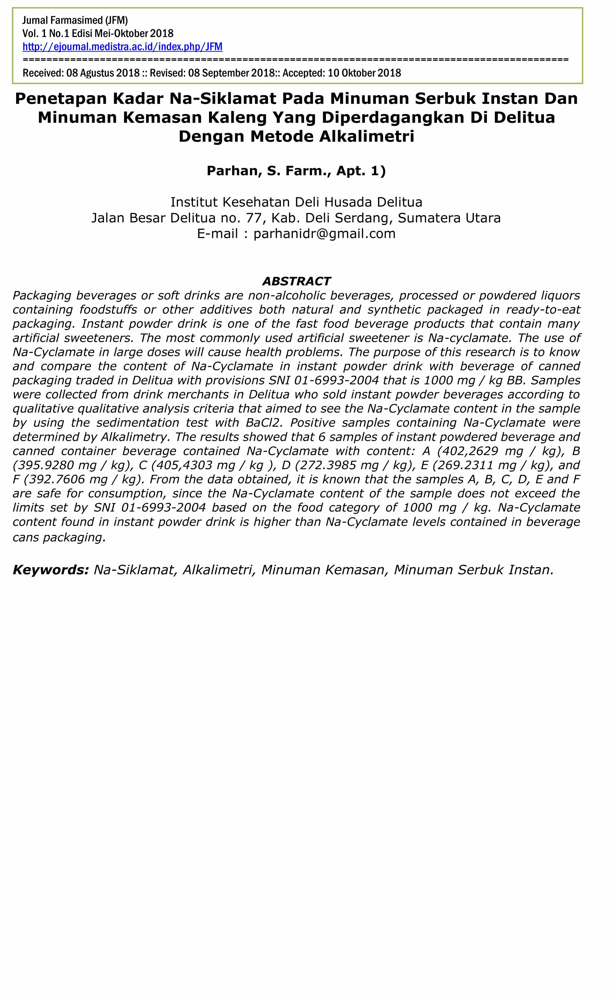 Jurnal Farmasimed (JFM)
Vol. 1 No.1 Edisi Mei-Oktober 2018
http://ejournal.medistra.ac.id/index.php/JFM
============================================================================================
Received: 08 Agustus 2018 :: Revised: 08 September 2018:: Accepted: 10 Oktober 2018
Penetapan Kadar Na-Siklamat Pada Minuman Serbuk Instan Dan
Minuman Kemasan Kaleng Yang Diperdagangkan Di Delitua
Dengan Metode Alkalimetri
Parhan, S. Farm., Apt. 1)
Institut Kesehatan Deli Husada Delitua
Jalan Besar Delitua no. 77, Kab. Deli Serdang, Sumatera Utara
E-mail : parhanidr@gmail.com
ABSTRACT
Packaging beverages or soft drinks are non-alcoholic beverages, processed or powdered liquors
containing foodstuffs or other additives both natural and synthetic packaged in ready-to-eat
packaging. Instant powder drink is one of the fast food beverage products that contain many
artificial sweeteners. The most commonly used artificial sweetener is Na-cyclamate. The use of
Na-Cyclamate in large doses will cause health problems. The purpose of this research is to know
and compare the content of Na-Cyclamate in instant powder drink with beverage of canned
packaging traded in Delitua with provisions SNI 01-6993-2004 that is 1000 mg / kg BB. Samples
were collected from drink merchants in Delitua who sold instant powder beverages according to
qualitative qualitative analysis criteria that aimed to see the Na-Cyclamate content in the sample
by using the sedimentation test with BaCl2. Positive samples containing Na-Cyclamate were
determined by Alkalimetry. The results showed that 6 samples of instant powdered beverage and
canned container beverage contained Na-Cyclamate with content: A (402,2629 mg / kg), B
(395.9280 mg / kg), C (405,4303 mg / kg ), D (272.3985 mg / kg), E (269.2311 mg / kg), and
F (392.7606 mg / kg). From the data obtained, it is known that the samples A, B, C, D, E and F
are safe for consumption, since the Na-Cyclamate content of the sample does not exceed the
limits set by SNI 01-6993-2004 based on the food category of 1000 mg / kg. Na-Cyclamate
content found in instant powder drink is higher than Na-Cyclamate levels contained in beverage
cans packaging.
Keywords: Na-Siklamat, Alkalimetri, Minuman Kemasan, Minuman Serbuk Instan.